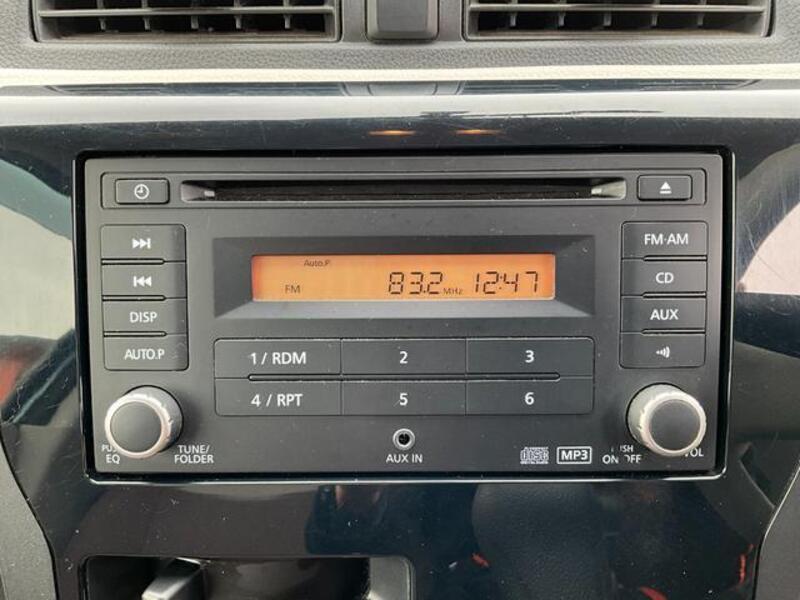 FM·AM
Auto.P
FM 83.2 MHz 12:47
CD
DISP
AUX
AUTO.P
1 / RDM 2 3
4 / RPT 5 6
EQ
TUNE/
FOLDER
AUX IN
DISC
MP3